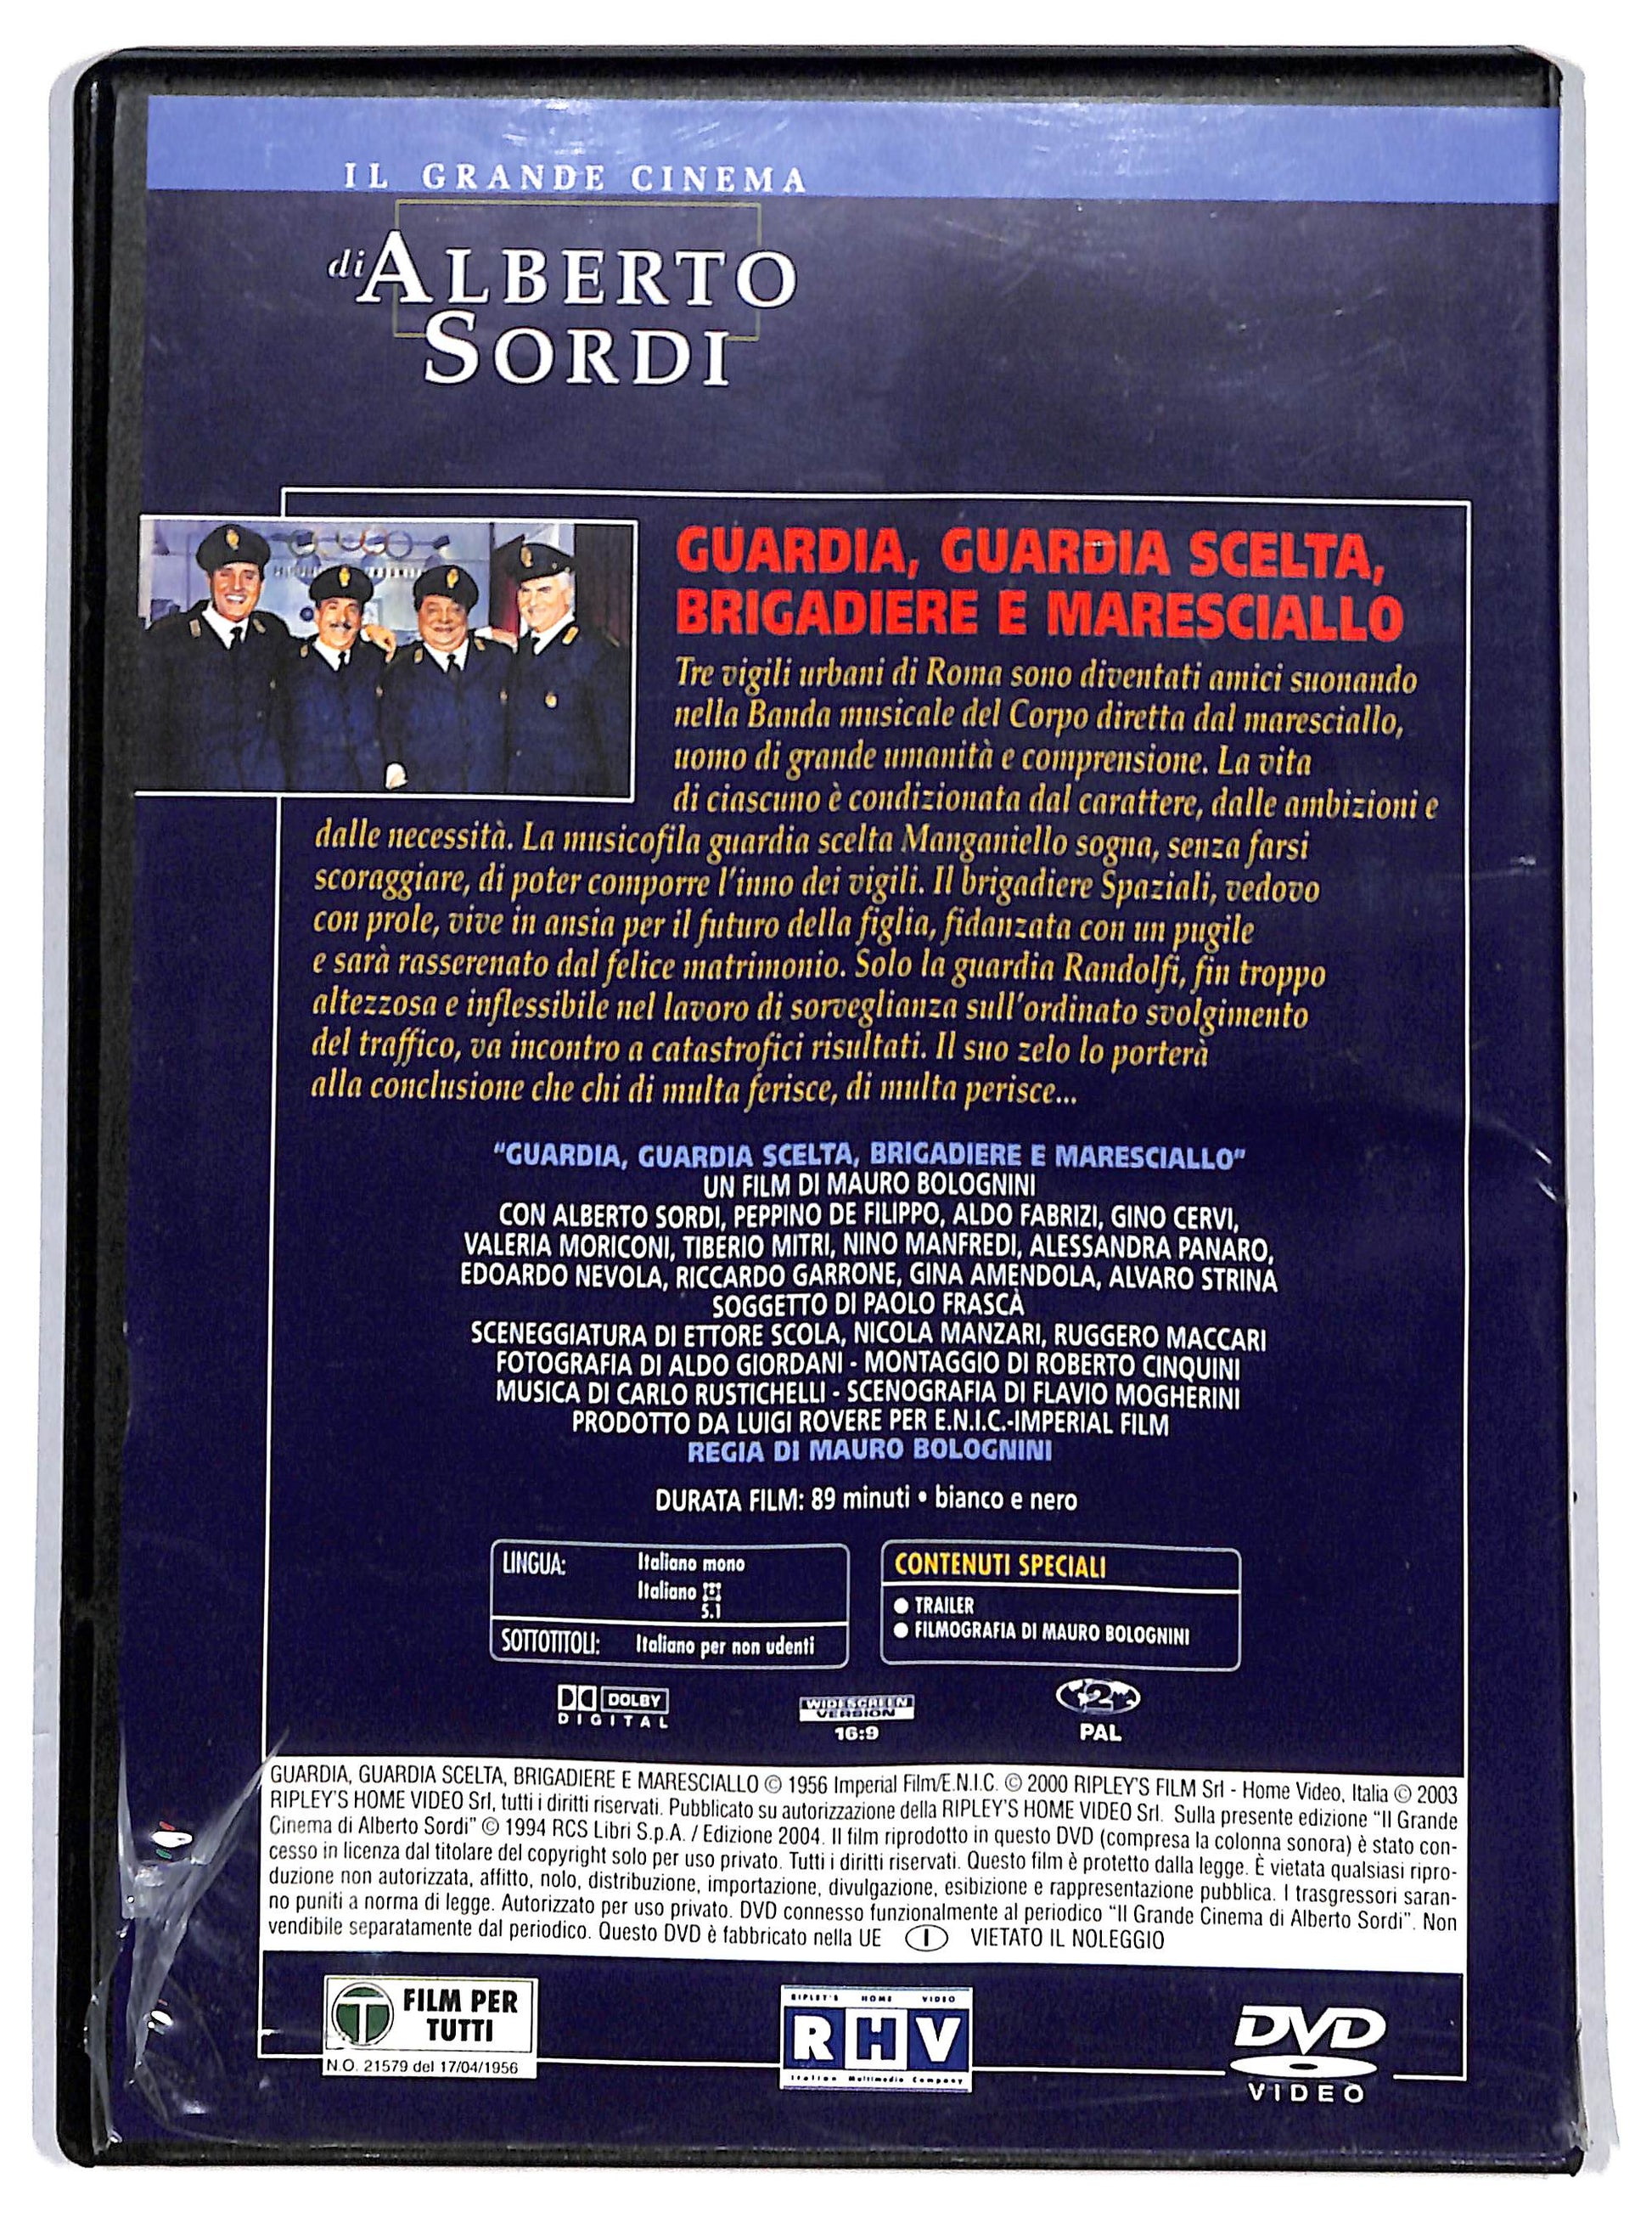 IL GRANDE CINEMA
di ALBERTO
SORDI
GUARDIA, GUARDIA SCELTA,
BRIGADIERE E MARESCIALLO
Tre vigili urbani di Roma sono diventati amici suonando
nella Banda musicale del Corpo diretta dal maresciallo,
uomo di grande umanità e comprensione. La vita
di ciascuno è condizionata dal carattere, dalle ambizioni e
dalle necessità. La musicofila guardia scelta Manganiello sogna, senza farsi
scoraggiare, di poter comporre l'inno dei vigili. Il brigadiere Spaziali, vedovo
con prole, vive in ansia per il futuro della figlia, fidanzata con un pugile
e sarà rasserenato dal felice matrimonio. Solo la guardia Randolfi, fin troppo
altezzosa e inflessibile nel lavoro di sorveglianza sull'ordinato svolgimento
del traffico, va incontro a catastrofici risultati. Il suo zelo lo porterà
alla conclusione che chi di multa ferisce, di multa perisce...
"GUARDIA, GUARDIA SCELTA, BRIGADIERE E MARESCIALLO"
UN FILM DI MAURO BOLOGNINI
CON ALBERTO SORDI, PEPPINO DE FILIPPO, ALDO FABRIZI, GINO CERVI,
VALERIA MORICONI, TIBERIO MITRI, NINO MANFREDI, ALESSANDRA PANARO,
EDOARDO NEVOLA, RICCARDO GARRONE, GINA AMENDOLA, ALVARO STRINA
SOGGETTO DI PAOLO FRASCÀ
SCENEGGIATURA DI ETTORE SCOLA, NICOLA MANZARI, RUGGERO MACCARI
FOTOGRAFIA DI ALDO GIORDANI - MONTAGGIO DI ROBERTO CINQUINI
MUSICA DI CARLO RUSTICHELLI - SCENOGRAFIA DI FLAVIO MOGHERINI
PRODOTTO DA LUIGI ROVERE PER E.N.I.C.-IMPERIAL FILM
REGIA DI MAURO BOLOGNINI
DURATA FILM: 89 minuti • bianco e nero
LINGUA: Italiano mono
Italiano
5.1
SOTTOTITOLI: Italiano per non udenti
CONTENUTI SPECIALI
● TRAILER
● FILMOGRAFIA DI MAURO BOLOGNINI
DOLBY
DIGITAL
WIDESCREEN
VERSION
16:9
2
PAL
GUARDIA, GUARDIA SCELTA, BRIGADIERE E MARESCIALLO © 1956 Imperial Film/E.N.I.C. © 2000 RIPLEY'S FILM Srl - Home Video, Italia © 2003
RIPLEY'S HOME VIDEO Srl, tutti i diritti riservati. Pubblicato su autorizzazione della RIPLEY'S HOME VIDEO Srl. Sulla presente edizione "Il Grande
Cinema di Alberto Sordi" © 1994 RCS Libri S.p.A. / Edizione 2004. Il film riprodotto in questo DVD (compresa la colonna sonora) è stato con-
cesso in licenza dal titolare del copyright solo per uso privato. Tutti i diritti riservati. Questo film è protetto dalla legge. È vietata qualsiasi ripro-
duzione non autorizzata, affitto, nolo, distribuzione, importazione, divulgazione, esibizione e rappresentazione pubblica. I trasgressori saran-
no puniti a norma di legge. Autorizzato per uso privato. DVD connesso funzionalmente al periodico "Il Grande Cinema di Alberto Sordi". Non
vendibile separatamente dal periodico. Questo DVD è fabbricato nella UE I VIETATO IL NOLEGGIO
T FILM PER
TUTTI
N.O. 21579 del 17/04/1956
RIPLEY'S HOME VIDEO
RHV
Italian Multimedia Company
DVD
VIDEO